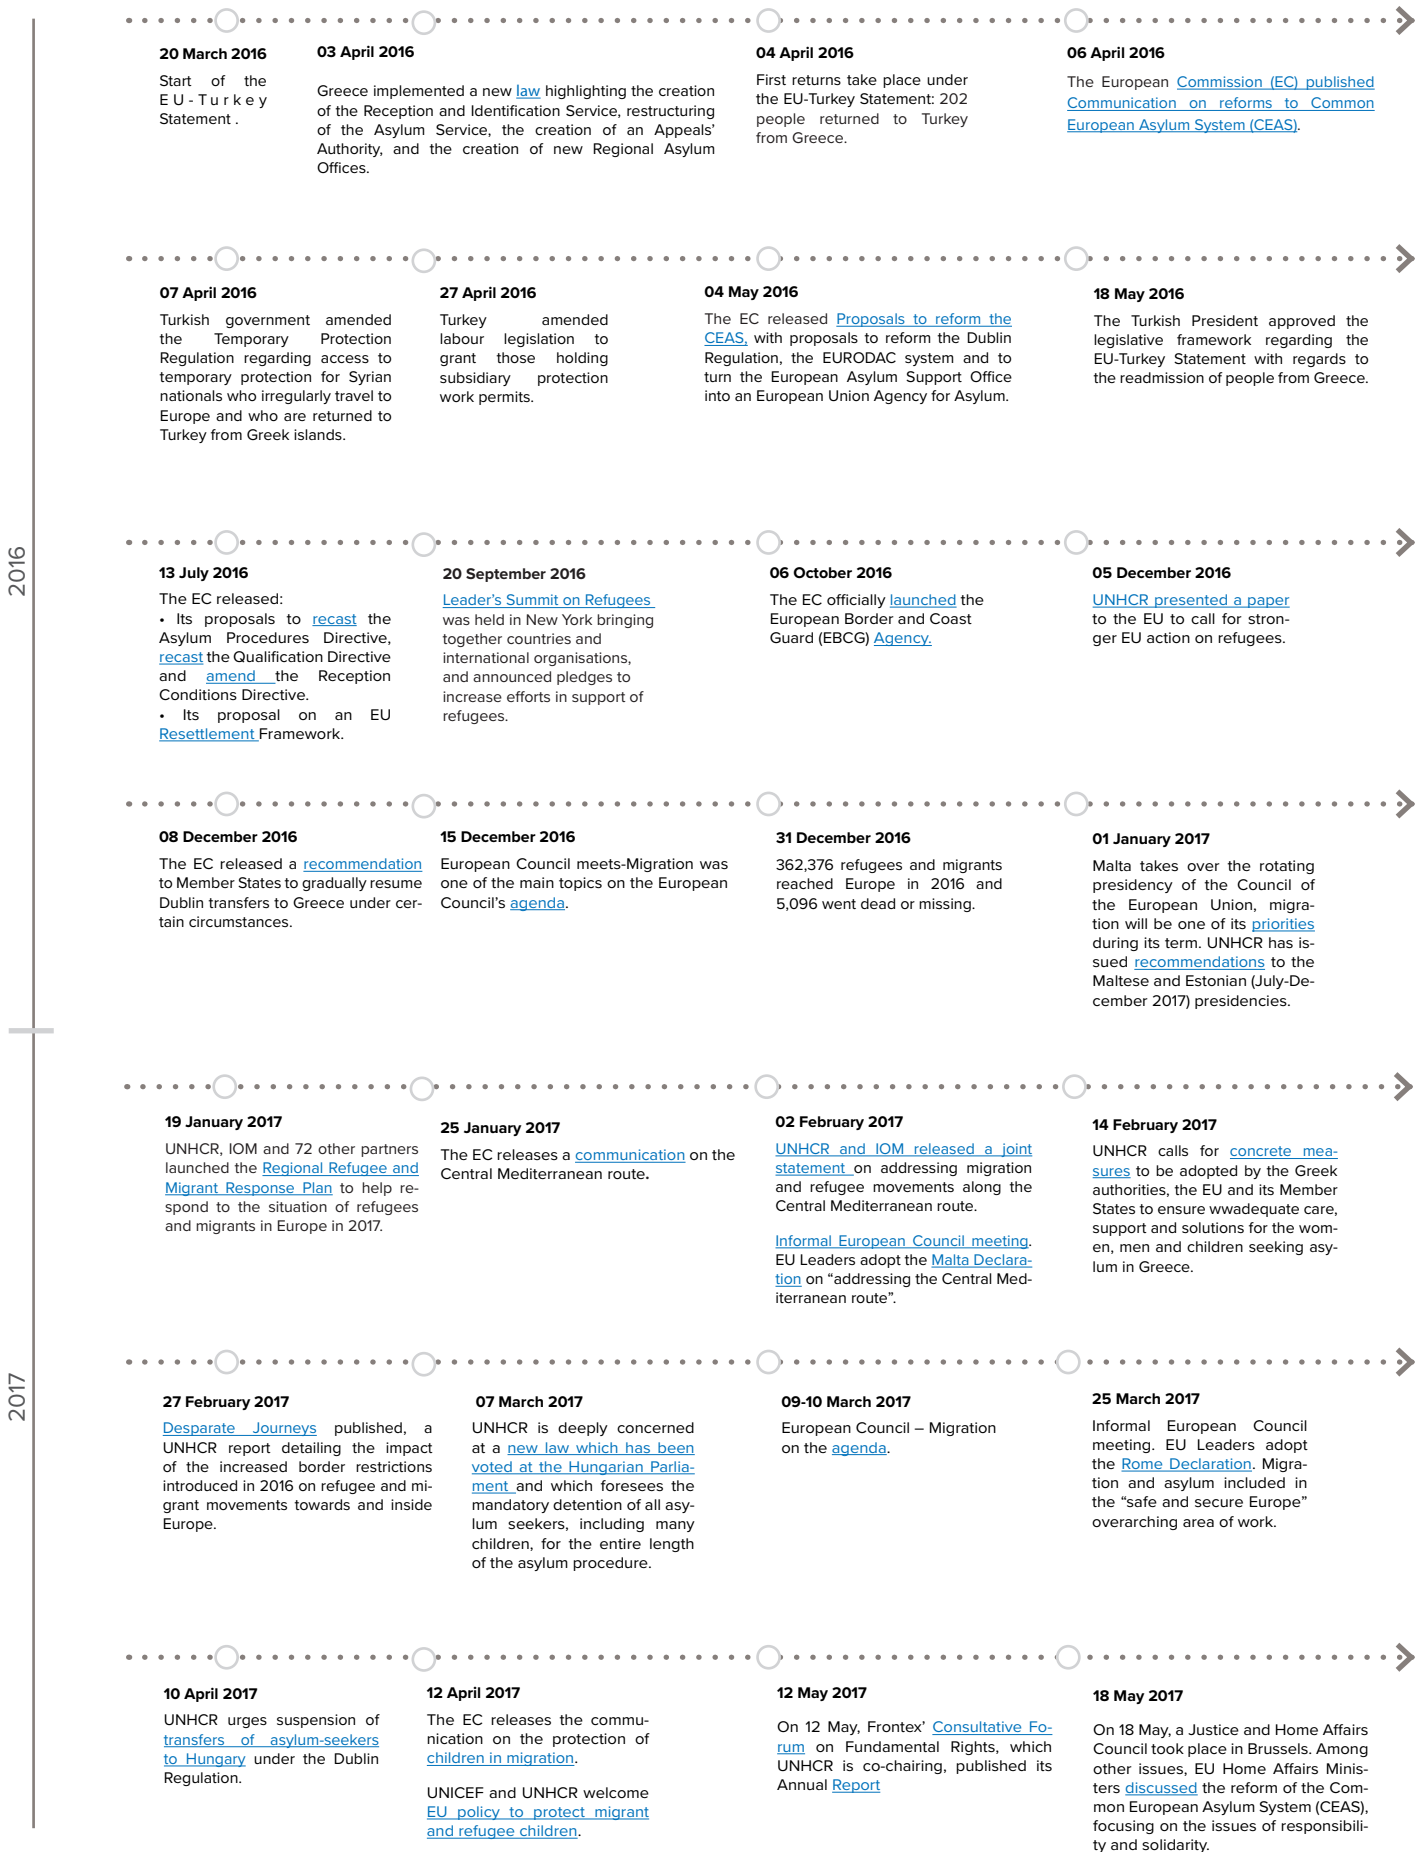 20 March 2016
Start of the
EU-Turkey
Statement .
03 April 2016
Greece implemented a new law highlighting the creation
of the Reception and Identification Service, restructuring
of the Asylum Service, the creation of an Appeals'
Authority, and the creation of new Regional Asylum
Offices.
04 April 2016
First returns take place under
the EU-Turkey Statement: 202
people returned to Turkey
from Greece.
06 April 2016
The European Commission (EC) published
Communication on reforms to Common
European Asylum System (CEAS).
07 April 2016
Turkish government amended
the Temporary Protection
Regulation regarding access to
temporary protection for Syrian
nationals who irregularly travel to
Europe and who are returned to
Turkey from Greek islands.
27 April 2016
Turkey amended
labour legislation to
grant those holding
subsidiary protection
work permits.
04 May 2016
The EC released Proposals to reform the
CEAS, with proposals to reform the Dublin
Regulation, the EURODAC system and to
turn the European Asylum Support Office
into an European Union Agency for Asylum.
18 May 2016
The Turkish President approved the
legislative framework regarding the
EU-Turkey Statement with regards to
the readmission of people from Greece.
2016
13 July 2016
The EC released:
• Its proposals to recast the
Asylum Procedures Directive,
recast the Qualification Directive
and amend the Reception
Conditions Directive.
• Its proposal on an EU
Resettlement Framework.
20 September 2016
Leader's Summit on Refugees
was held in New York bringing
together countries and
international organisations,
and announced pledges to
increase efforts in support of
refugees.
06 October 2016
The EC officially launched the
European Border and Coast
Guard (EBCG) Agency.
05 December 2016
UNHCR presented a paper
to the EU to call for stron-
ger EU action on refugees.
08 December 2016
The EC released a recommendation
to Member States to gradually resume
Dublin transfers to Greece under cer-
tain circumstances.
15 December 2016
European Council meets-Migration was
one of the main topics on the European
Council's agenda.
31 December 2016
362,376 refugees and migrants
reached Europe in 2016 and
5,096 went dead or missing.
01 January 2017
Malta takes over the rotating
presidency of the Council of
the European Union, migra-
tion will be one of its priorities
during its term. UNHCR has is-
sued recommendations to the
Maltese and Estonian (July-De-
cember 2017) presidencies.
19 January 2017
UNHCR, IOM and 72 other partners
launched the Regional Refugee and
Migrant Response Plan to help re-
spond to the situation of refugees
and migrants in Europe in 2017.
25 January 2017
The EC releases a communication on the
Central Mediterranean route.
02 February 2017
UNHCR and IOM released a joint
statement on addressing migration
and refugee movements along the
Central Mediterranean route.
Informal European Council meeting.
EU Leaders adopt the Malta Declara-
tion on “addressing the Central Med-
iterranean route”.
14 February 2017
UNHCR calls for concrete mea-
sures to be adopted by the Greek
authorities, the EU and its Member
States to ensure wwadequate care,
support and solutions for the wom-
en, men and children seeking asy-
lum in Greece.
2017
27 February 2017
Desparate Journeys published, a
UNHCR report detailing the impact
of the increased border restrictions
introduced in 2016 on refugee and mi-
grant movements towards and inside
Europe.
07 March 2017
UNHCR is deeply concerned
at a new law which has been
voted at the Hungarian Parlia-
ment and which foresees the
mandatory detention of all asy-
lum seekers, including many
children, for the entire length
of the asylum procedure.
09-10 March 2017
European Council – Migration
on the agenda.
25 March 2017
Informal European Council
meeting. EU Leaders adopt
the Rome Declaration. Migra-
tion and asylum included in
the “safe and secure Europe”
overarching area of work.
10 April 2017
UNHCR urges suspension of
transfers of asylum-seekers
to Hungary under the Dublin
Regulation.
12 April 2017
The EC releases the commu-
nication on the protection of
children in migration.
UNICEF and UNHCR welcome
EU policy to protect migrant
and refugee children.
12 May 2017
On 12 May, Frontex' Consultative Fo-
rum on Fundamental Rights, which
UNHCR is co-chairing, published its
Annual Report
18 May 2017
On 18 May, a Justice and Home Affairs
Council took place in Brussels. Among
other issues, EU Home Affairs Minis-
ters discussed the reform of the Com-
mon European Asylum System (CEAS),
focusing on the issues of responsibili-
ty and solidarity.